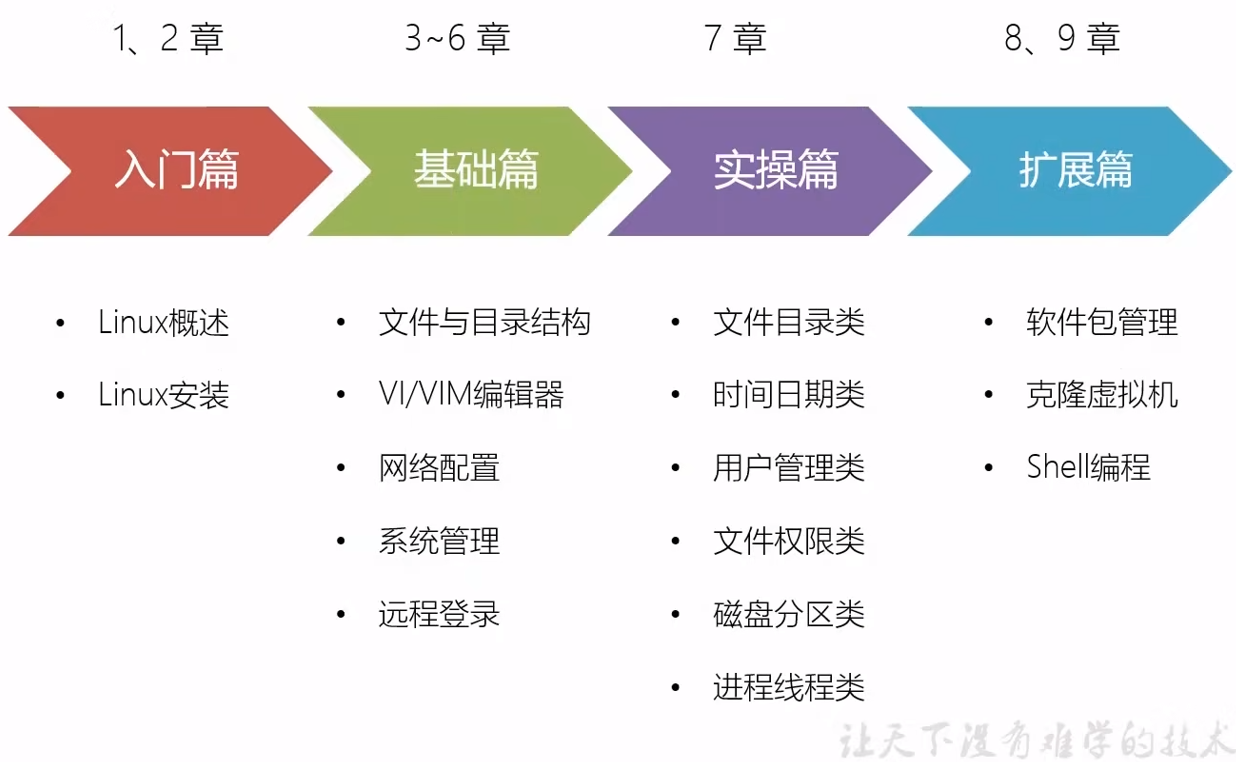 1、2 章
3~6 章
7 章
8、9 章
入门篇
基础篇
实操篇
扩展篇
• Linux概述
• Linux安装
• 文件与目录结构
• VI/VIM编辑器
• 网络配置
• 系统管理
• 远程登录
• 文件目录类
• 时间日期类
• 用户管理类
• 文件权限类
• 磁盘分区类
• 进程线程类
• 软件包管理
• 克隆虚拟机
• Shell编程
让天下没有难学的技术